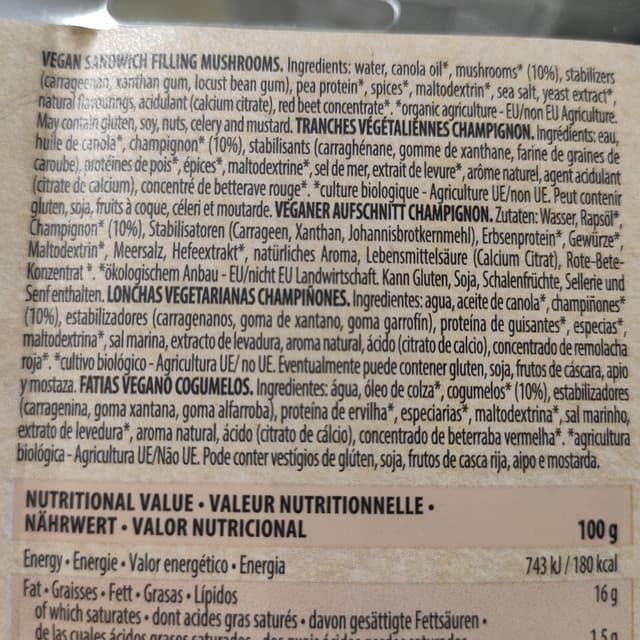 VEGAN SANDWICH FILLING MUSHROOMS. Ingredients: water, canola oil*, mushrooms* (10%), stabilizers
(carrageenan, xanthan gum, locust bean gum), pea protein*, spices*, maltodextrin*, sea salt, yeast extract*,
natural flavourings, acidulant (calcium citrate), red beet concentrate*. *organic agriculture - EU/non EU Agriculture.
May contain gluten, soy, nuts, celery and mustard. TRANCHES VÉGÉTALIENNES CHAMPIGNON. Ingrédients: eau,
huile de canola*, champignon* (10%), stabilisants (carraghénane, gomme de xanthane, farine de graines de
caroube), protéines de pois*, épices*, maltodextrine*, sel de mer, extrait de levure*, arôme naturel, agent acidulant
(citrate de calcium), concentré de betterave rouge*. *culture biologique - Agriculture UE/non UE. Peut contenir
gluten, soja, fruits à coque, céleri et moutarde. VEGANER AUFSCHNITT CHAMPIGNON. Zutaten: Wasser, Rapsöl*
Champignon* (10%), Stabilisatoren (Carrageen, Xanthan, Johannisbrotkernmehl), Erbsenprotein*, Gewürze*,
Maltodextrin*, Meersalz, Hefeextrakt*, natürliches Aroma, Lebensmittelsäure (Calcium Citrat), Rote-Bete-
Konzentrat *. *ökologischem Anbau - EU/nicht EU Landwirtschaft. Kann Gluten, Soja, Schalenfrüchte, Sellerie und
Senf enthalten. LONCHAS VEGETARIANAS CHAMPIÑONES. Ingredientes: agua, aceite de canola*, champiñones*
(10%), estabilizadores (carragenanos, goma de xantano, goma garrofín), proteína de guisantes*, especias*,
maltodextrina*, sal marina, extracto de levadura, aroma natural, ácido (citrato de calcio), concentrado de remolacha
roja*. *cultivo biológico - Agricultura UE/ no UE. Eventualmente puede contener gluten, soja, frutos de cáscara, apio
y mostaza. FATIAS VEGANO COGUMELOS. Ingredientes: água, óleo de colza*, cogumelos* (10%), estabilizadores
(carragenina, goma xantana, goma alfarroba), proteína de ervilha*, especiarias*, maltodextrina*, sal marinho,
extrato de levedura*, aroma natural, ácido (citrato de cálcio), concentrado de beterraba vermelha*. *agricultura
biológica - Agricultura UE/Não UE. Pode conter vestígios de glúten, soja, frutos de casca rija, aipo e mostarda.
NUTRITIONAL VALUE • VALEUR NUTRITIONNELLE •
NÄHRWERT • VALOR NUTRICIONAL 100 g
Energy • Energie • Valor energético • Energia 743 kJ / 180 kcal
Fat • Graisses • Fett • Grasas • Lípidos 16 g
of which saturates • dont acides gras saturés • davon gesättigte Fettsäuren •
de las cuales ácidos grasos saturados 1.5 g